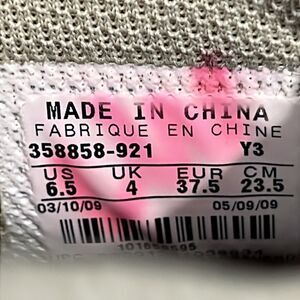 MADE IN CHINA
FABRIQUE EN CHINE
358858-921 Y3
US UK EUR CM
6.5 4 37.5 23.5
03/10/09 05/09/09